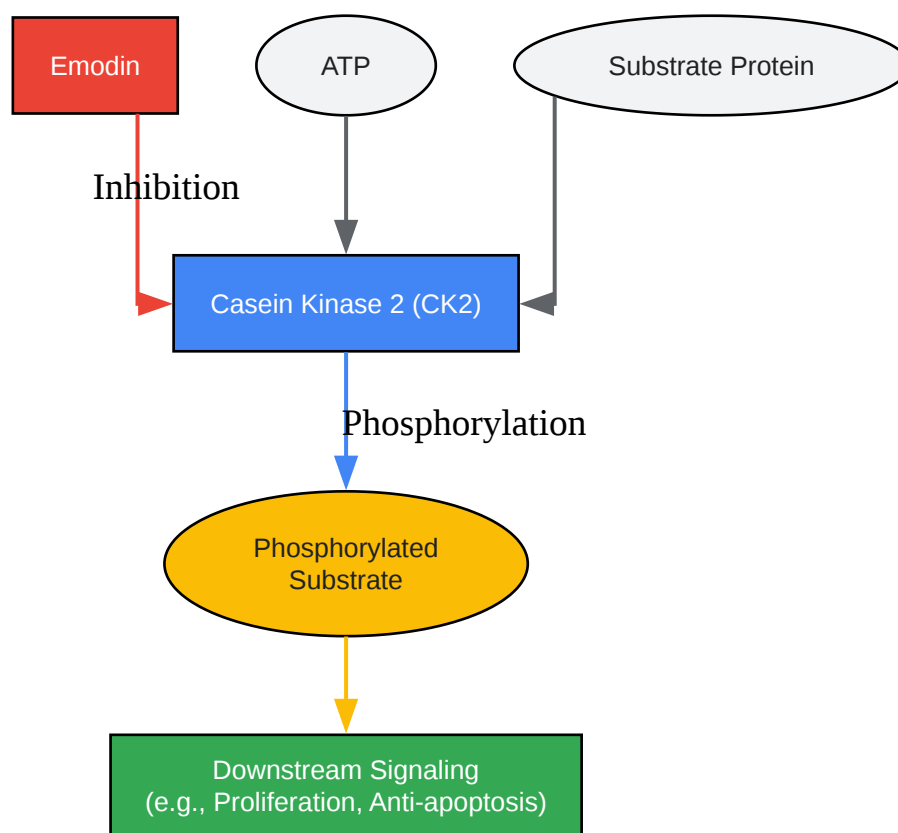 Emodin
ATP
Substrate Protein
Inhibition
Casein Kinase 2 (CK2)
Phosphorylation
Phosphorylated
Substrate
Downstream Signaling
(e.g., Proliferation, Anti-apoptosis)